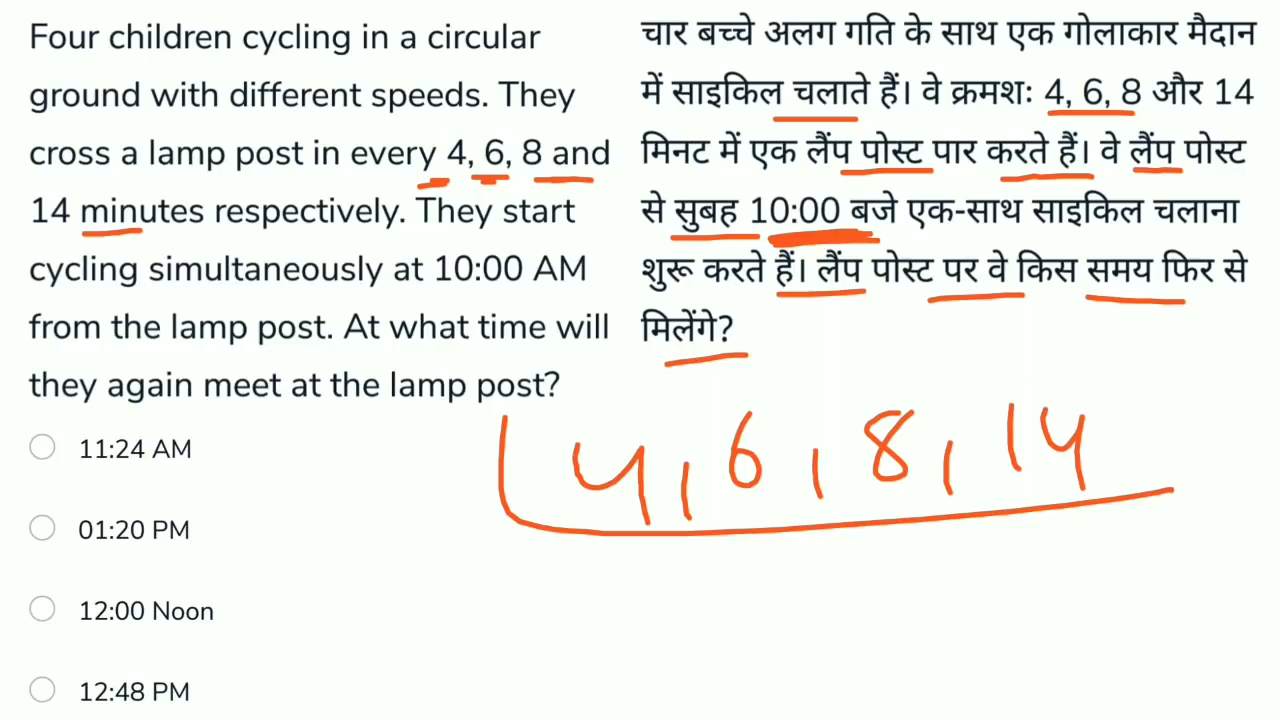 Four children cycling in a circular
ground with different speeds. They
cross a lamp post in every 4, 6, 8 and
14 minutes respectively. They start
cycling simultaneously at 10:00 AM
from the lamp post. At what time will
they again meet at the lamp post?
11:24 AM
01:20 PM
12:00 Noon
12:48 PM
चार बच्चे अलग गति के साथ एक गोलाकार मैदान
में साइकिल चलाते हैं। वे क्रमशः 4, 6, 8 और 14
मिनट में एक लैंप पोस्ट पार करते हैं। वे लैंप पोस्ट
से सुबह 10:00 बजे एक-साथ साइकिल चलाना
शुरू करते हैं। लैंप पोस्ट पर वे किस समय फिर से
मिलेंगे?
4, 6, 8, 14